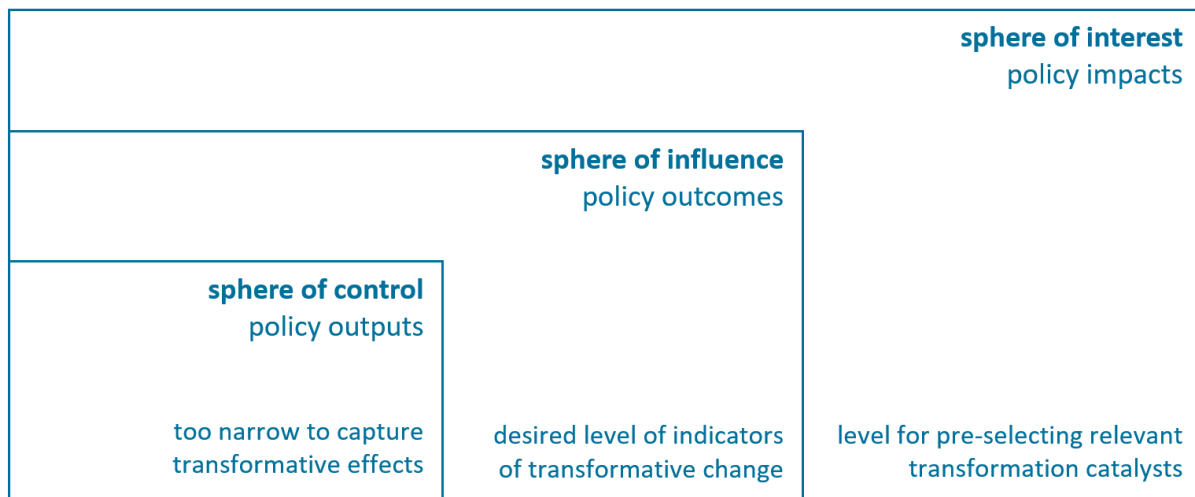 sphere of interest
policy impacts
sphere of influence
policy outcomes
sphere of control
policy outputs
too narrow to capture
transformative effects
desired level of indicators
of transformative change
level for pre-selecting relevant
transformation catalysts